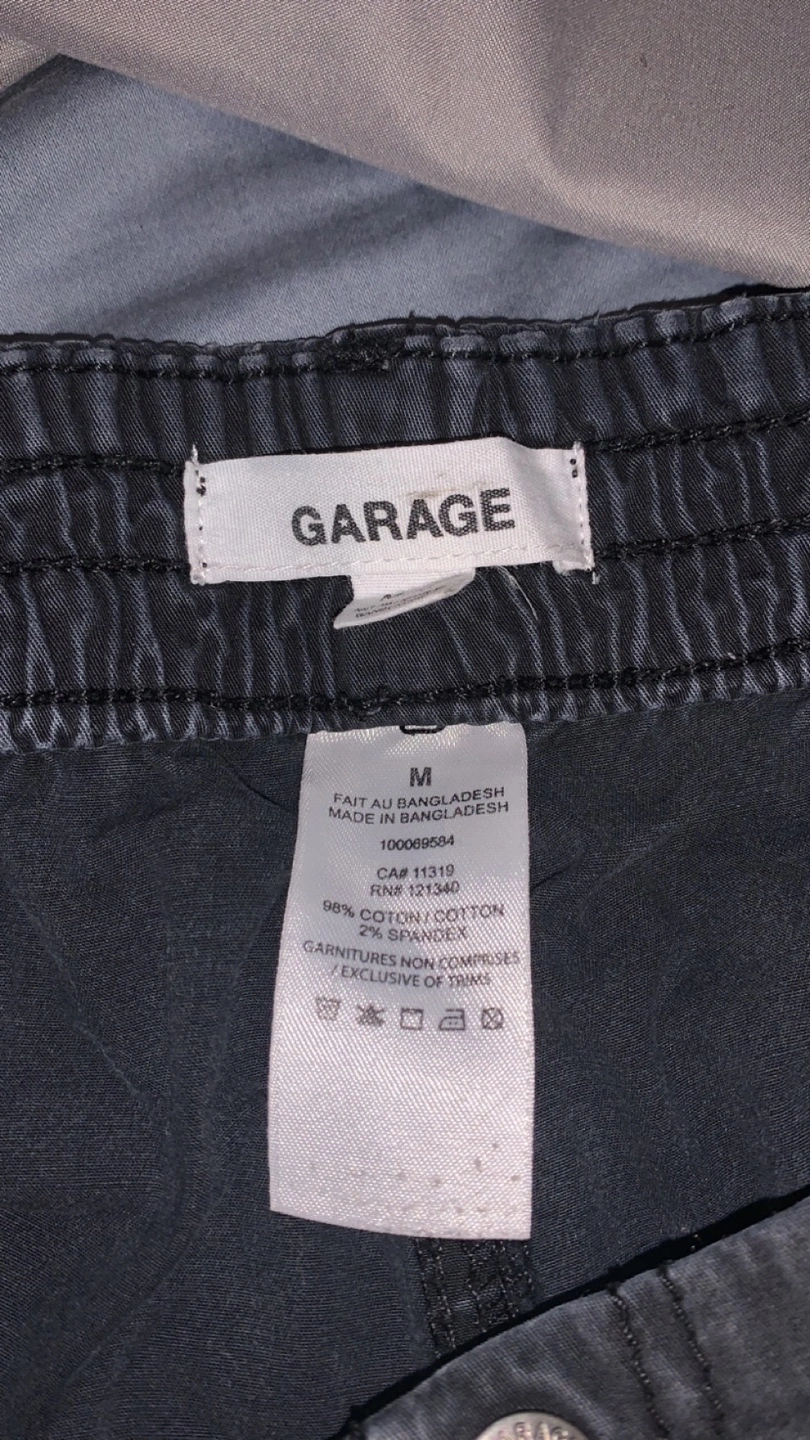 GARAGE
M
FAIT AU BANGLADESH
MADE IN BANGLADESH
100069584
CA# 11319
RN# 121340
98% COTON / COTTON
2% SPANDEX
GARNITURES NON COMPRISES
/ EXCLUSIVE OF TRIMS